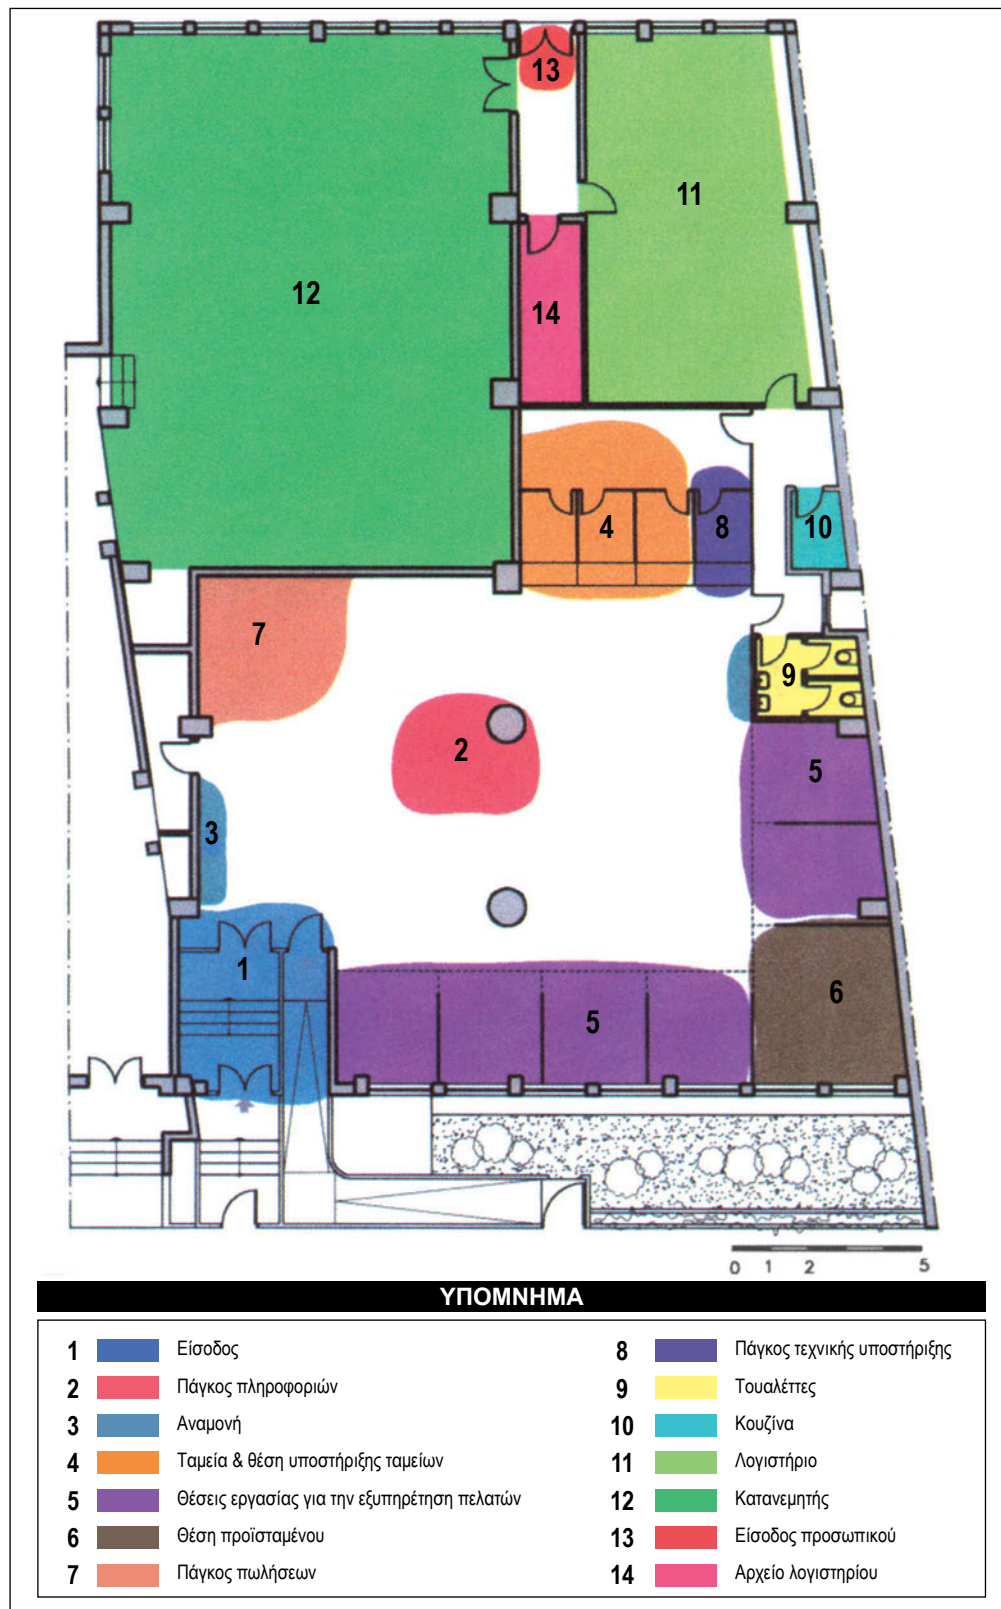 13
11
12
14
4
8
10
7
9
2
5
3
1
6
5
0 1 2 5
ΥΠΟΜΝΗΜΑ
1 Είσοδος
2 Πάγκος πληροφοριών
3 Αναμονή
4 Ταμεία & θέση υποστήριξης ταμείων
5 Θέσεις εργασίας για την εξυπηρέτηση πελατών
6 Θέση προϊσταμένου
7 Πάγκος πωλήσεων
8 Πάγκος τεχνικής υποστήριξης
9 Τουαλέττες
10 Κουζίνα
11 Λογιστήριο
12 Κατανεμητής
13 Είσοδος προσωπικού
14 Αρχείο λογιστηρίου